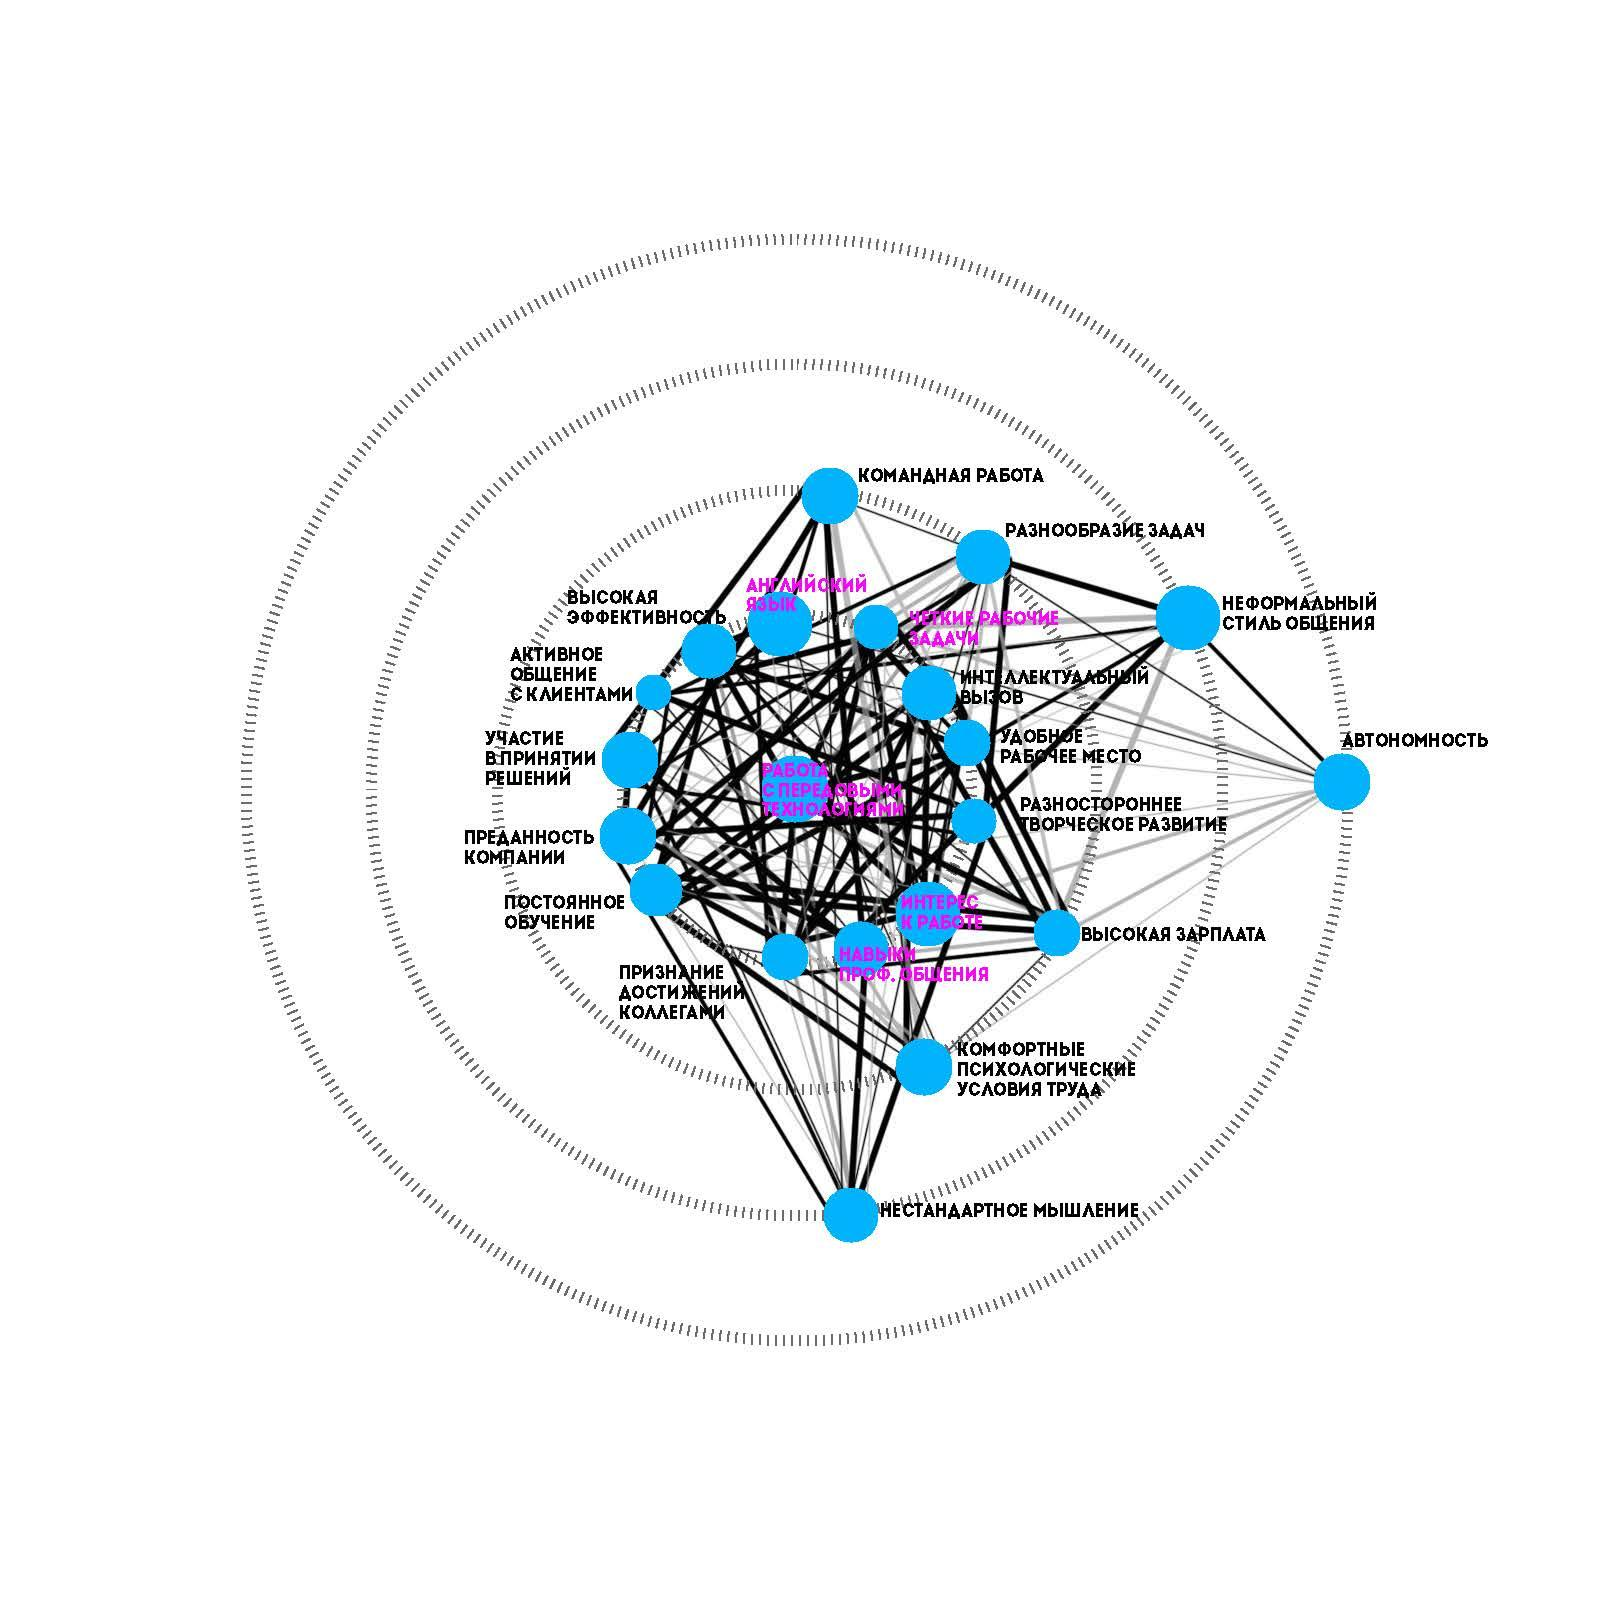 КОМАНДНАЯ РАБОТА
РАЗНООБРАЗИЕ ЗАДАЧ
АНГЛИЙСКИЙ
ЯЗЫК
ВЫСОКАЯ
ЭФФЕКТИВНОСТЬ
НЕФОРМАЛЬНЫЙ
СТИЛЬ ОБЩЕНИЯ
ЧЕТКИЕ РАБОЧИЕ
ЗАДАЧИ
АКТИВНОЕ
ОБЩЕНИЕ
С КЛИЕНТАМИ
ИНТЕЛЛЕКТУАЛЬНЫЙ
ВЫЗОВ
УЧАСТИЕ
В ПРИНЯТИИ
РЕШЕНИЙ
УДОБНОЕ
РАБОЧЕЕ МЕСТО
АВТОНОМНОСТЬ
РАБОТА
С ПЕРЕДОВЫМИ
ТЕХНОЛОГИЯМИ
РАЗНОСТОРОННЕЕ
ТВОРЧЕСКОЕ РАЗВИТИЕ
ПРЕДАННОСТЬ
КОМПАНИИ
ПОСТОЯННОЕ
ОБУЧЕНИЕ
ИНТЕРЕС
К РАБОТЕ
ВЫСОКАЯ ЗАРПЛАТА
НАВЫКИ
ПРОФ. ОБЩЕНИЯ
ПРИЗНАНИЕ
ДОСТИЖЕНИЙ
КОЛЛЕГАМИ
КОМФОРТНЫЕ
ПСИХОЛОГИЧЕСКИЕ
УСЛОВИЯ ТРУДА
НЕСТАНДАРТНОЕ МЫШЛЕНИЕ